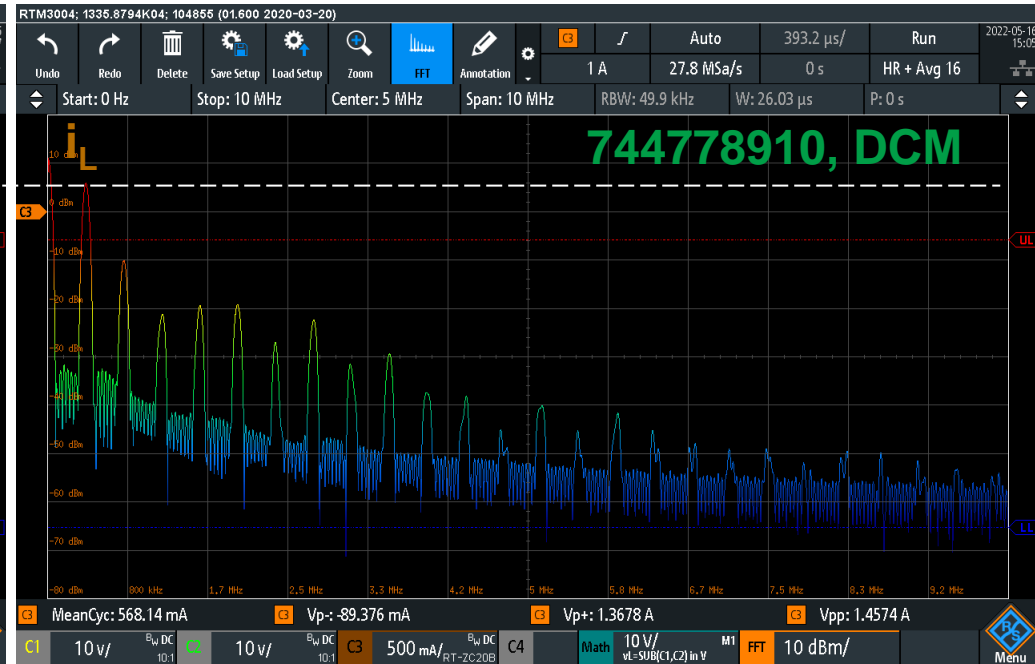 RTM3004; 1335.8794K04; 104855 (01.600 2020-03-20)
Undo Redo Delete Save Setup Load Setup Zoom FFT Annotation
C3 Auto 393.2 µs/ Run
1 A 27.8 MSa/s 0 s HR + Avg 16
2022-05-16
15:05
Start: 0 Hz Stop: 10 MHz Center: 5 MHz Span: 10 MHz RBW: 49.9 kHz W: 26.03 µs P: 0 s
iL
744778910, DCM
10 dBm
0 dBm
C3
-10 dBm
UL
-20 dBm
-30 dBm
-40 dBm
-50 dBm
-60 dBm
LL
-70 dBm
-80 dBm 800 kHz 1.7 MHz 2.5 MHz 3.3 MHz 4.2 MHz 5 MHz 5.8 MHz 6.7 MHz 7.5 MHz 8.3 MHz 9.2 MHz
C3 MeanCyc: 568.14 mA C3 Vp-: -89.376 mA C3 Vp+: 1.3678 A C3 Vpp: 1.4574 A
C1 10 V/ BW DC 10:1 C2 10 V/ BW DC 10:1 C3 500 mA/ BW DC RT-ZC20B C4 Math 10 V/ M1 vL=SUB(C1,C2) in V FFT 10 dBm/
R&S
Menu